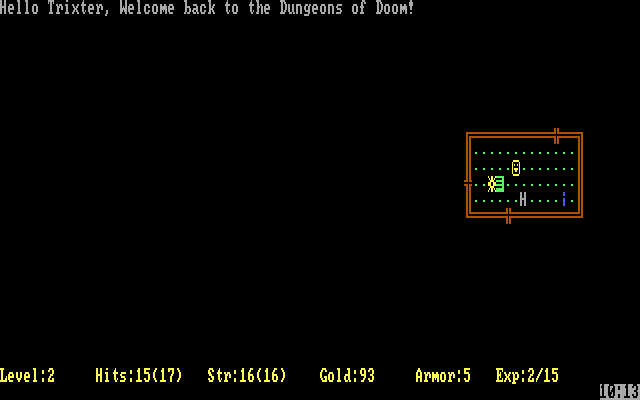 Hello Trixter, Welcome back to the Dungeons of Doom!
H
i
Level:2 Hits:15(17) Str:16(16) Gold:93 Armor:5 Exp:2/15
10:13